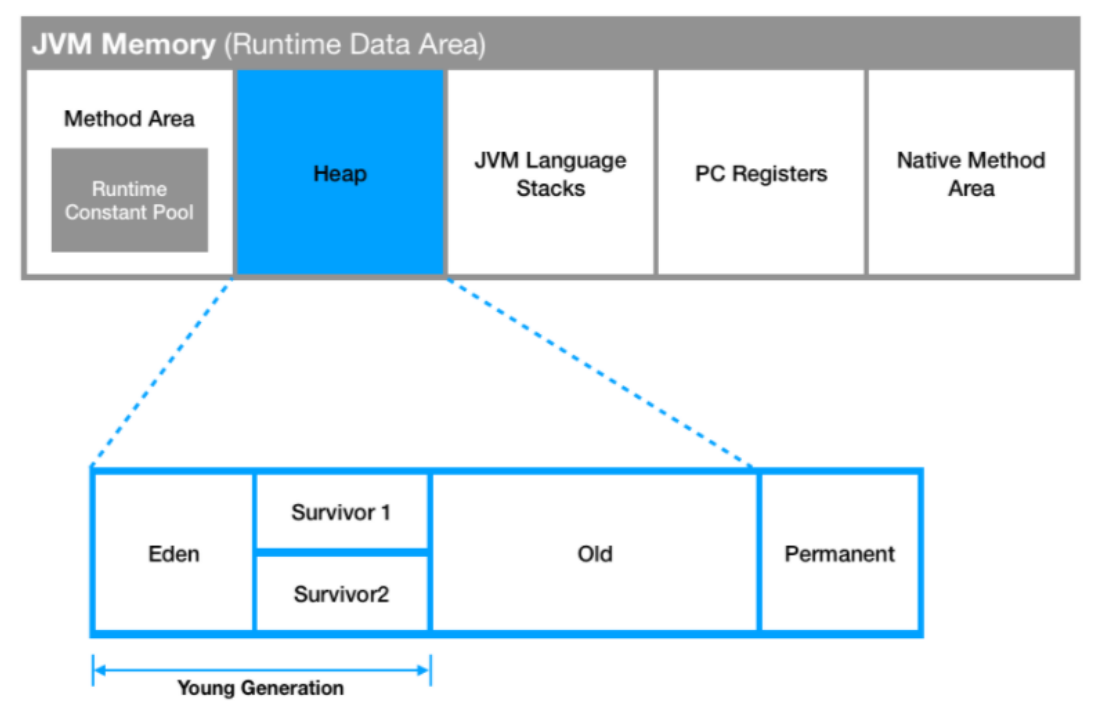 JVM Memory (Runtime Data Area)
Method Area
Runtime
Constant Pool
Heap
JVM Language
Stacks
PC Registers
Native Method
Area
Eden
Survivor 1
Survivor2
Old
Permanent
Young Generation